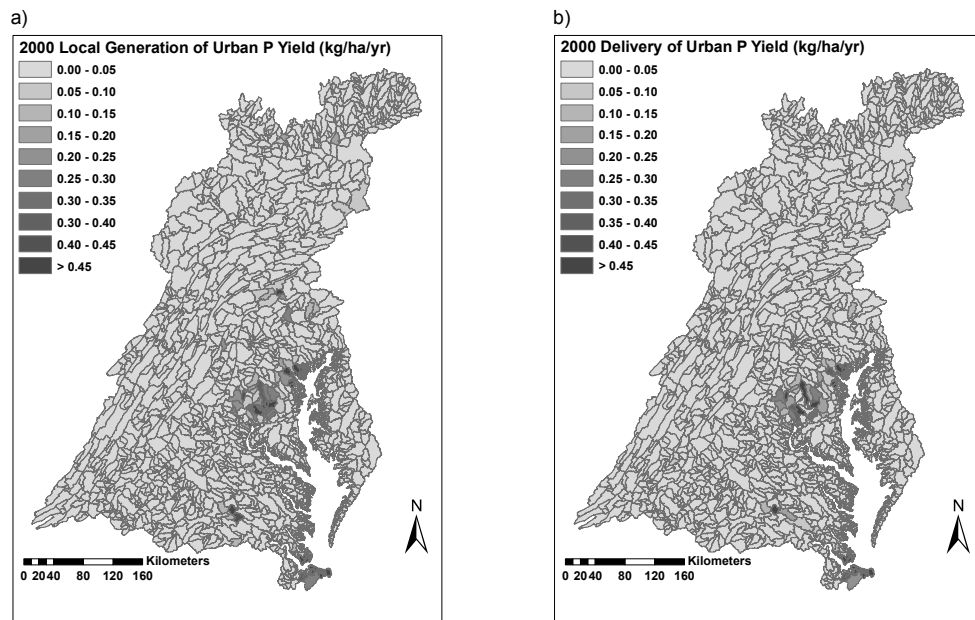 a)
2000 Local Generation of Urban P Yield (kg/ha/yr)
0.00 - 0.05
0.05 - 0.10
0.10 - 0.15
0.15 - 0.20
0.20 - 0.25
0.25 - 0.30
0.30 - 0.35
0.30 - 0.40
0.40 - 0.45
> 0.45
N
Kilometers
0 20 40 80 120 160
b)
2000 Delivery of Urban P Yield (kg/ha/yr)
0.00 - 0.05
0.05 - 0.10
0.10 - 0.15
0.15 - 0.20
0.20 - 0.25
0.25 - 0.30
0.30 - 0.35
0.35 - 0.40
0.40 - 0.45
> 0.45
N
Kilometers
0 20 40 80 120 160